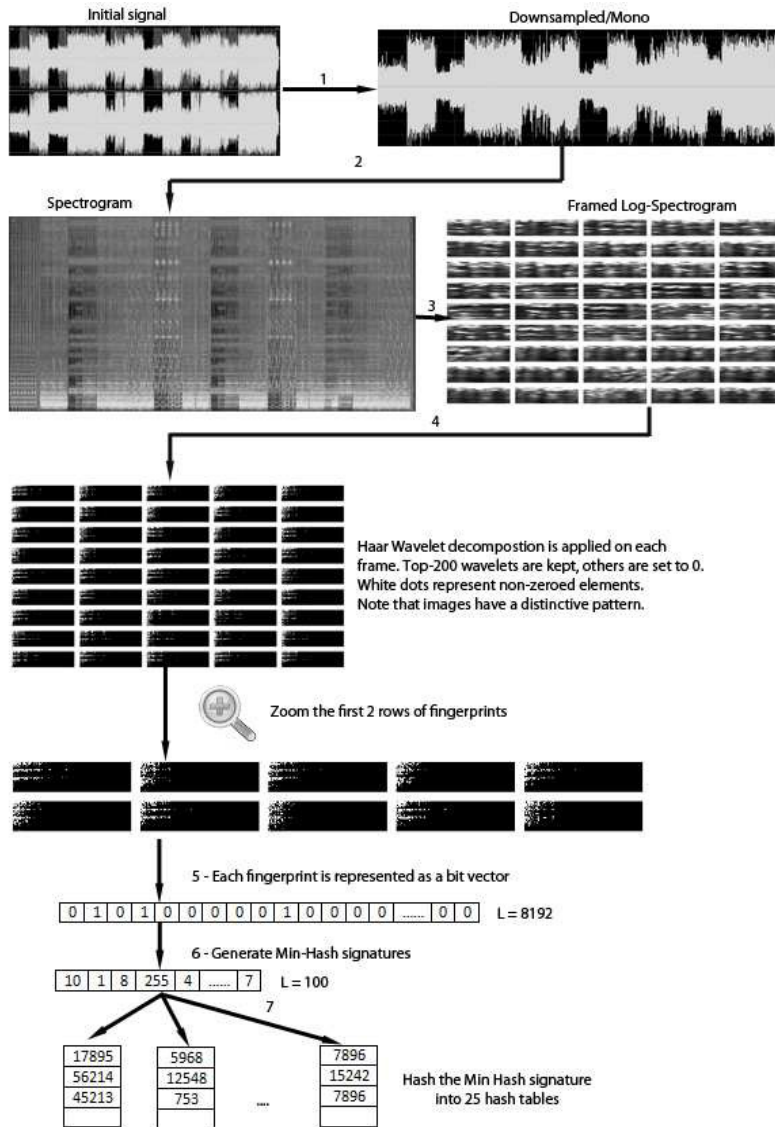 Initial signal
Downsampled/Mono
1
2
Spectrogram
Framed Log-Spectrogram
3
4
Haar Wavelet decompostion is applied on each
frame. Top-200 wavelets are kept, others are set to 0.
White dots represent non-zeroed elements.
Note that images have a distinctive pattern.
Zoom the first 2 rows of fingerprints
5 - Each fingerprint is represented as a bit vector
0 1 0 1 0 0 0 0 0 1 0 0 0 0 ...... 0 0
L = 8192
6 - Generate Min-Hash signatures
10 1 8 255 4 ...... 7
L = 100
7
17895
56214
45213
5968
12548
753
....
7896
15242
7896
Hash the Min Hash signature
into 25 hash tables